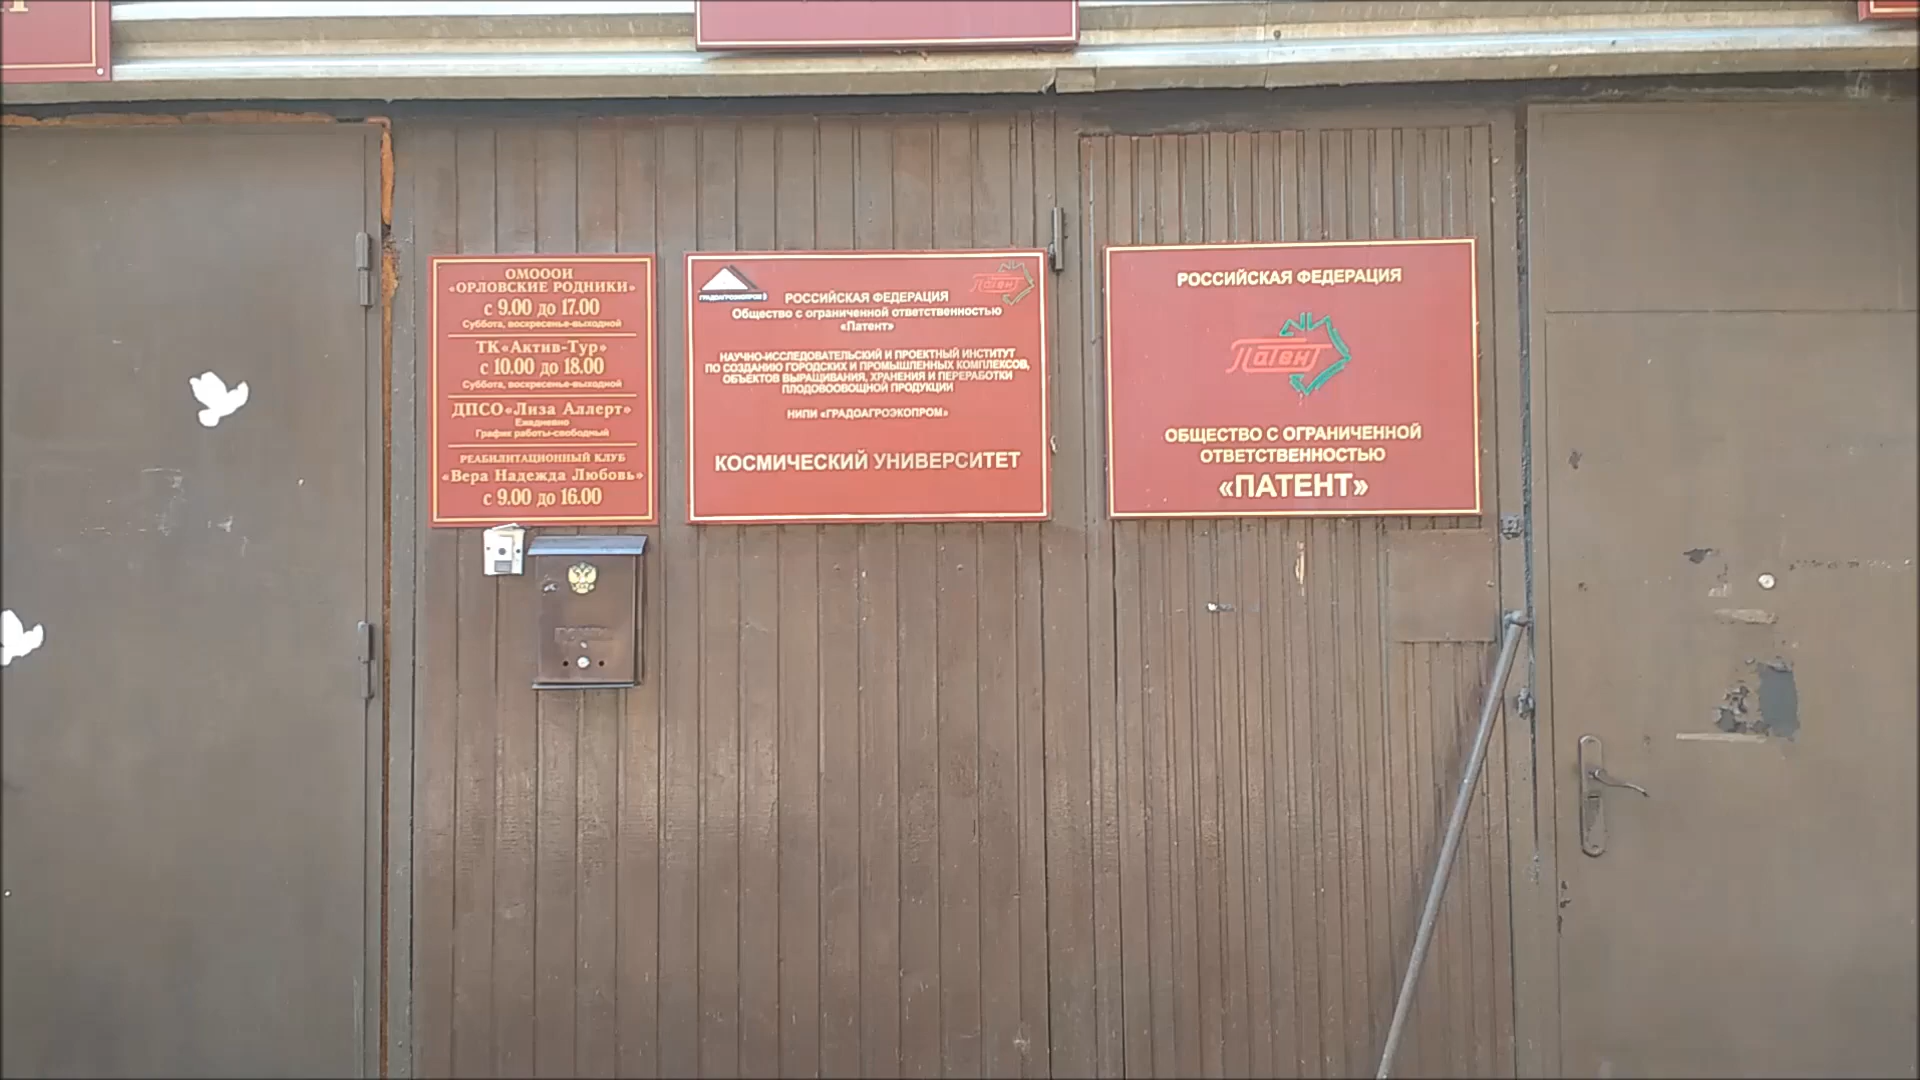 ОМОООИ
«ОРЛОВСКИЕ РОДНИКИ»
с 9.00 до 17.00
Суббота, воскресенье-выходной
ТК«Актив-Тур»
с 10.00 до 18.00
Суббота, воскресенье-выходной
ДПСО«Лиза Аллерт»
Ежедневно
График работы-свободный
РЕАБИЛИТАЦИОННЫЙ КЛУБ
«Вера Надежда Любовь»
с 9.00 до 16.00
ГРАДОАГРОЭКОПРОМ
Патент
РОССИЙСКАЯ ФЕДЕРАЦИЯ
Общество с ограниченной ответственностью
«Патент»
НАУЧНО-ИССЛЕДОВАТЕЛЬСКИЙ И ПРОЕКТНЫЙ ИНСТИТУТ
ПО СОЗДАНИЮ ГОРОДСКИХ И ПРОМЫШЛЕННЫХ КОМПЛЕКСОВ,
ОБЪЕКТОВ ВЫРАЩИВАНИЯ, ХРАНЕНИЯ И ПЕРЕРАБОТКИ
ПЛОДОВООВОЩНОЙ ПРОДУКЦИИ
НИПИ «ГРАДОАГРОЭКОПРОМ»
КОСМИЧЕСКИЙ УНИВЕРСИТЕТ
РОССИЙСКАЯ ФЕДЕРАЦИЯ
Патент
ОБЩЕСТВО С ОГРАНИЧЕННОЙ
ОТВЕТСТВЕННОСТЬЮ
«ПАТЕНТ»
ПОЧТА